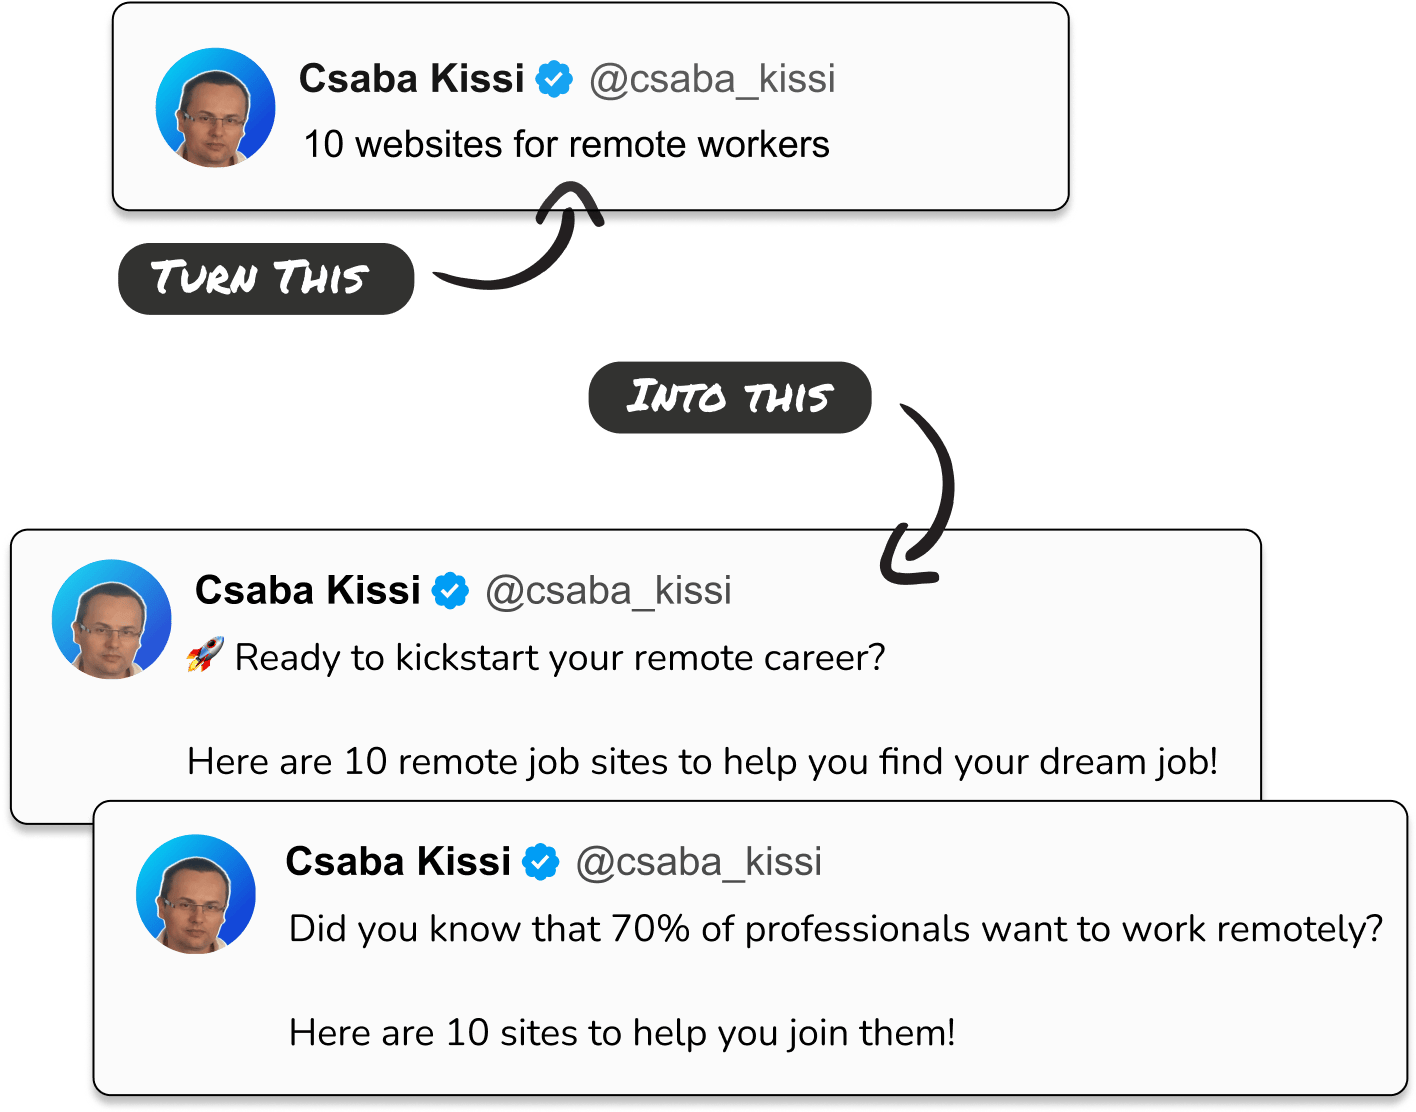 Csaba Kissi @csaba_kissi
10 websites for remote workers
Turn This
Into this
Csaba Kissi @csaba_kissi
🚀 Ready to kickstart your remote career?
Here are 10 remote job sites to help you find your dream job!
Csaba Kissi @csaba_kissi
Did you know that 70% of professionals want to work remotely?
Here are 10 sites to help you join them!